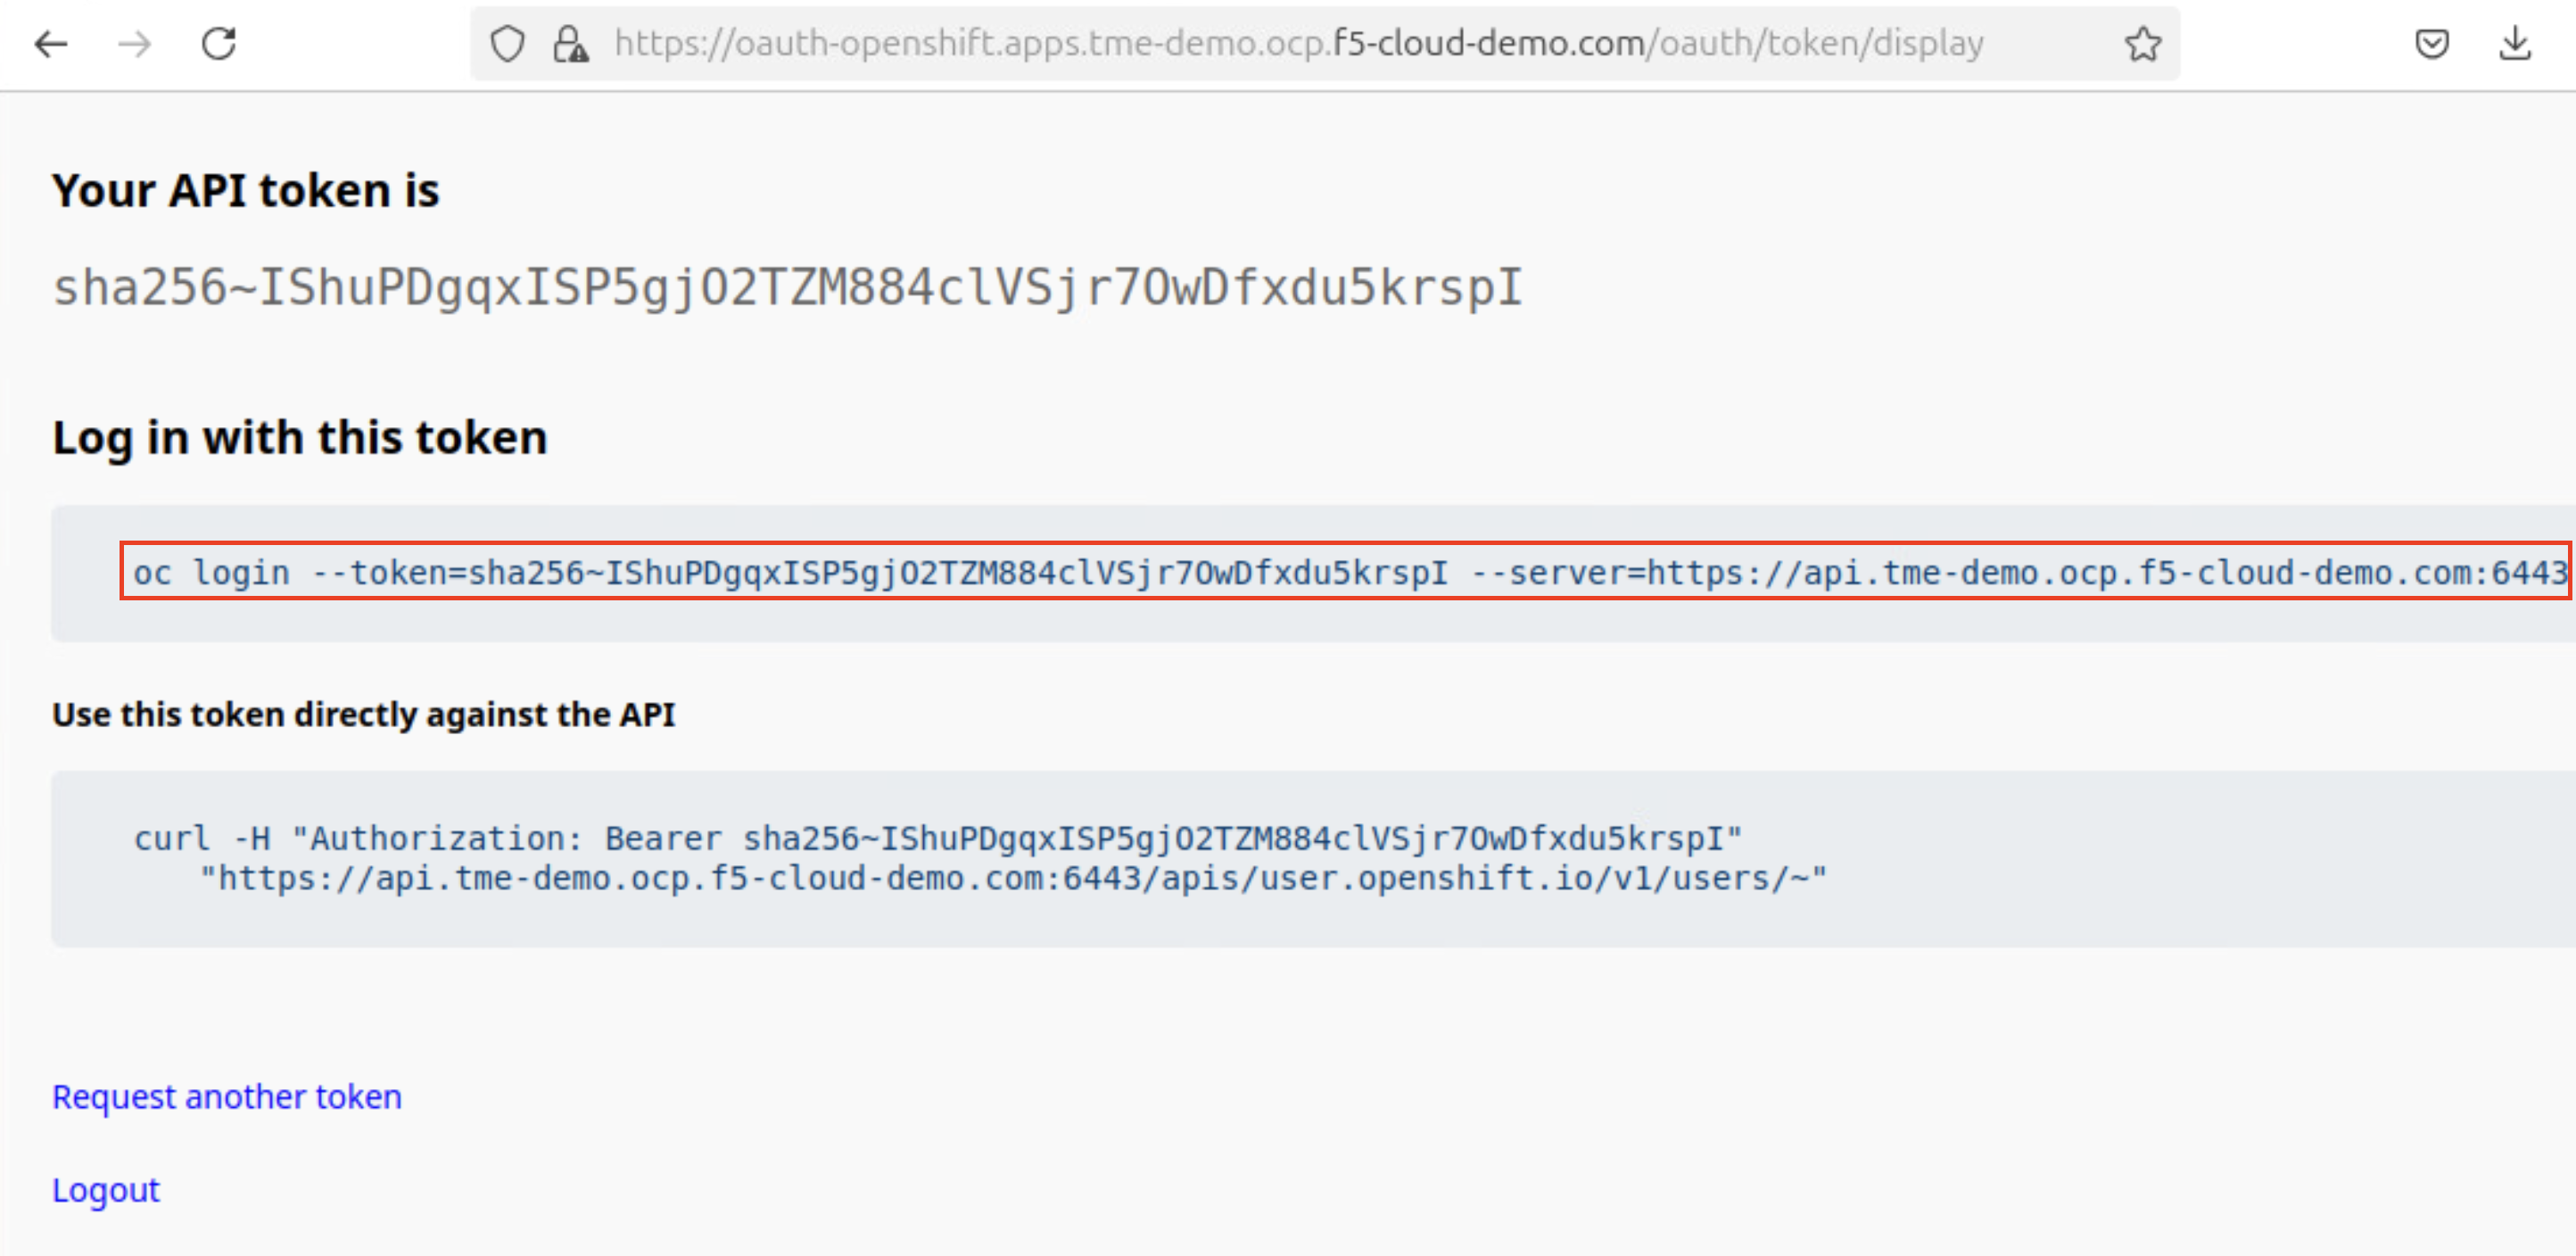 https://oauth-openshift.apps.tme-demo.ocp.f5-cloud-demo.com/oauth/token/display
Your API token is
sha256~IShuPDgqxISP5gjO2TZM884clVSjr7OwDfxdu5krspI
Log in with this token
oc login --token=sha256~IShuPDgqxISP5gjO2TZM884clVSjr7OwDfxdu5krspI --server=https://api.tme-demo.ocp.f5-cloud-demo.com:6443
Use this token directly against the API
curl -H "Authorization: Bearer sha256~IShuPDgqxISP5gjO2TZM884clVSjr7OwDfxdu5krspI"
"https://api.tme-demo.ocp.f5-cloud-demo.com:6443/apis/user.openshift.io/v1/users/~"
Request another token
Logout